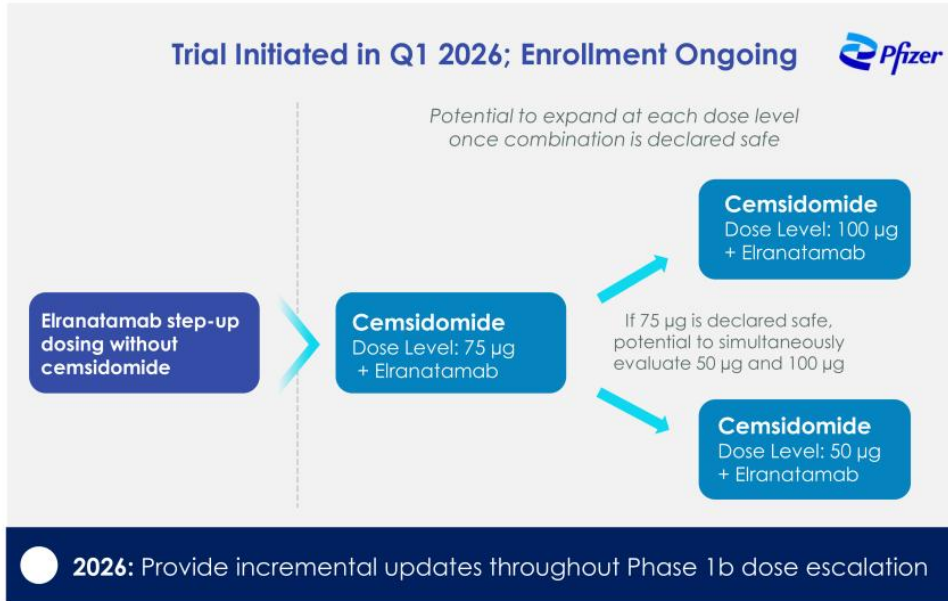 Trial Initiated in Q1 2026; Enrollment Ongoing
Pfizer
Potential to expand at each dose level
once combination is declared safe
Elranatamab step-up
dosing without
cemsidomide
Cemsidomide
Dose Level: 75 µg
+ Elranatamab
Cemsidomide
Dose Level: 100 µg
+ Elranatamab
If 75 µg is declared safe,
potential to simultaneously
evaluate 50 µg and 100 µg
Cemsidomide
Dose Level: 50 µg
+ Elranatamab
2026: Provide incremental updates throughout Phase 1b dose escalation